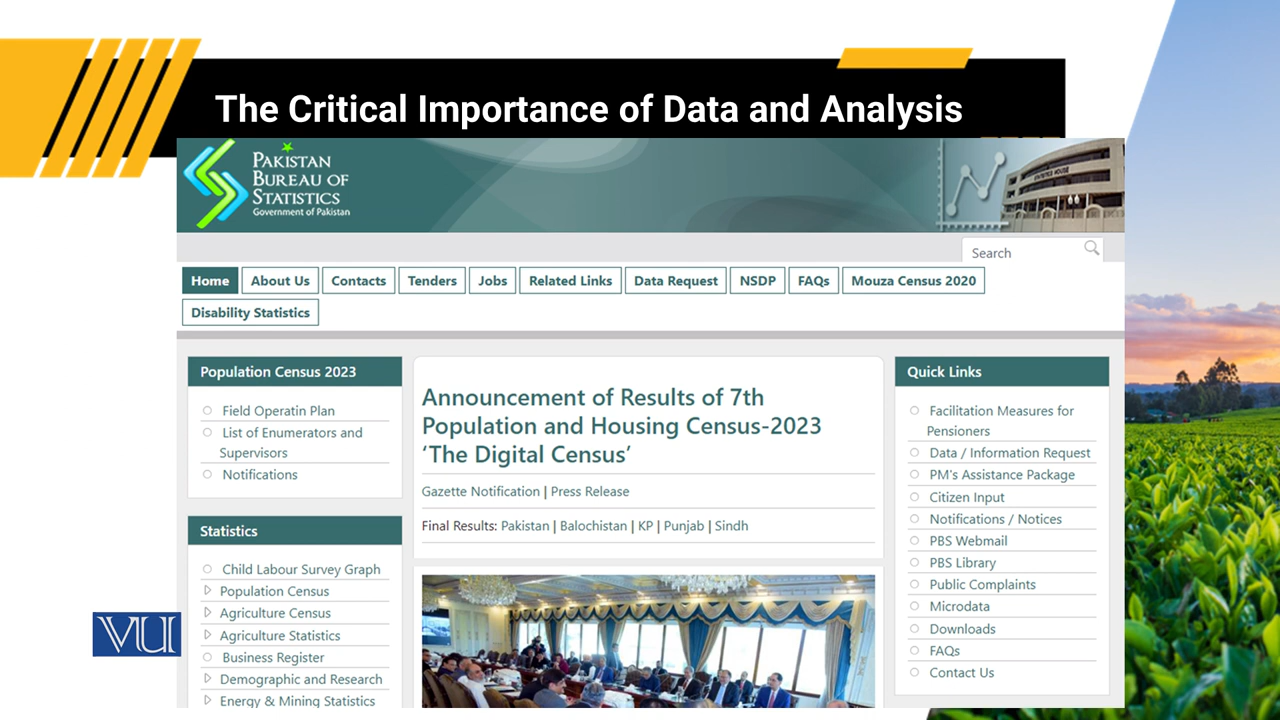 The Critical Importance of Data and Analysis
PAKISTAN
BUREAU OF
STATISTICS
Government of Pakistan
STATISTICS HOUSE
Search
Home
About Us
Contacts
Tenders
Jobs
Related Links
Data Request
NSDP
FAQs
Mouza Census 2020
Disability Statistics
Population Census 2023
Field Operatin Plan
List of Enumerators and
Supervisors
Notifications
Statistics
Child Labour Survey Graph
Population Census
Agriculture Census
Agriculture Statistics
Business Register
Demographic and Research
Energy & Mining Statistics
Announcement of Results of 7th
Population and Housing Census-2023
‘The Digital Census’
Gazette Notification | Press Release
Final Results: Pakistan | Balochistan | KP | Punjab | Sindh
Quick Links
Facilitation Measures for
Pensioners
Data / Information Request
PM's Assistance Package
Citizen Input
Notifications / Notices
PBS Webmail
PBS Library
Public Complaints
Microdata
Downloads
FAQs
Contact Us
VU